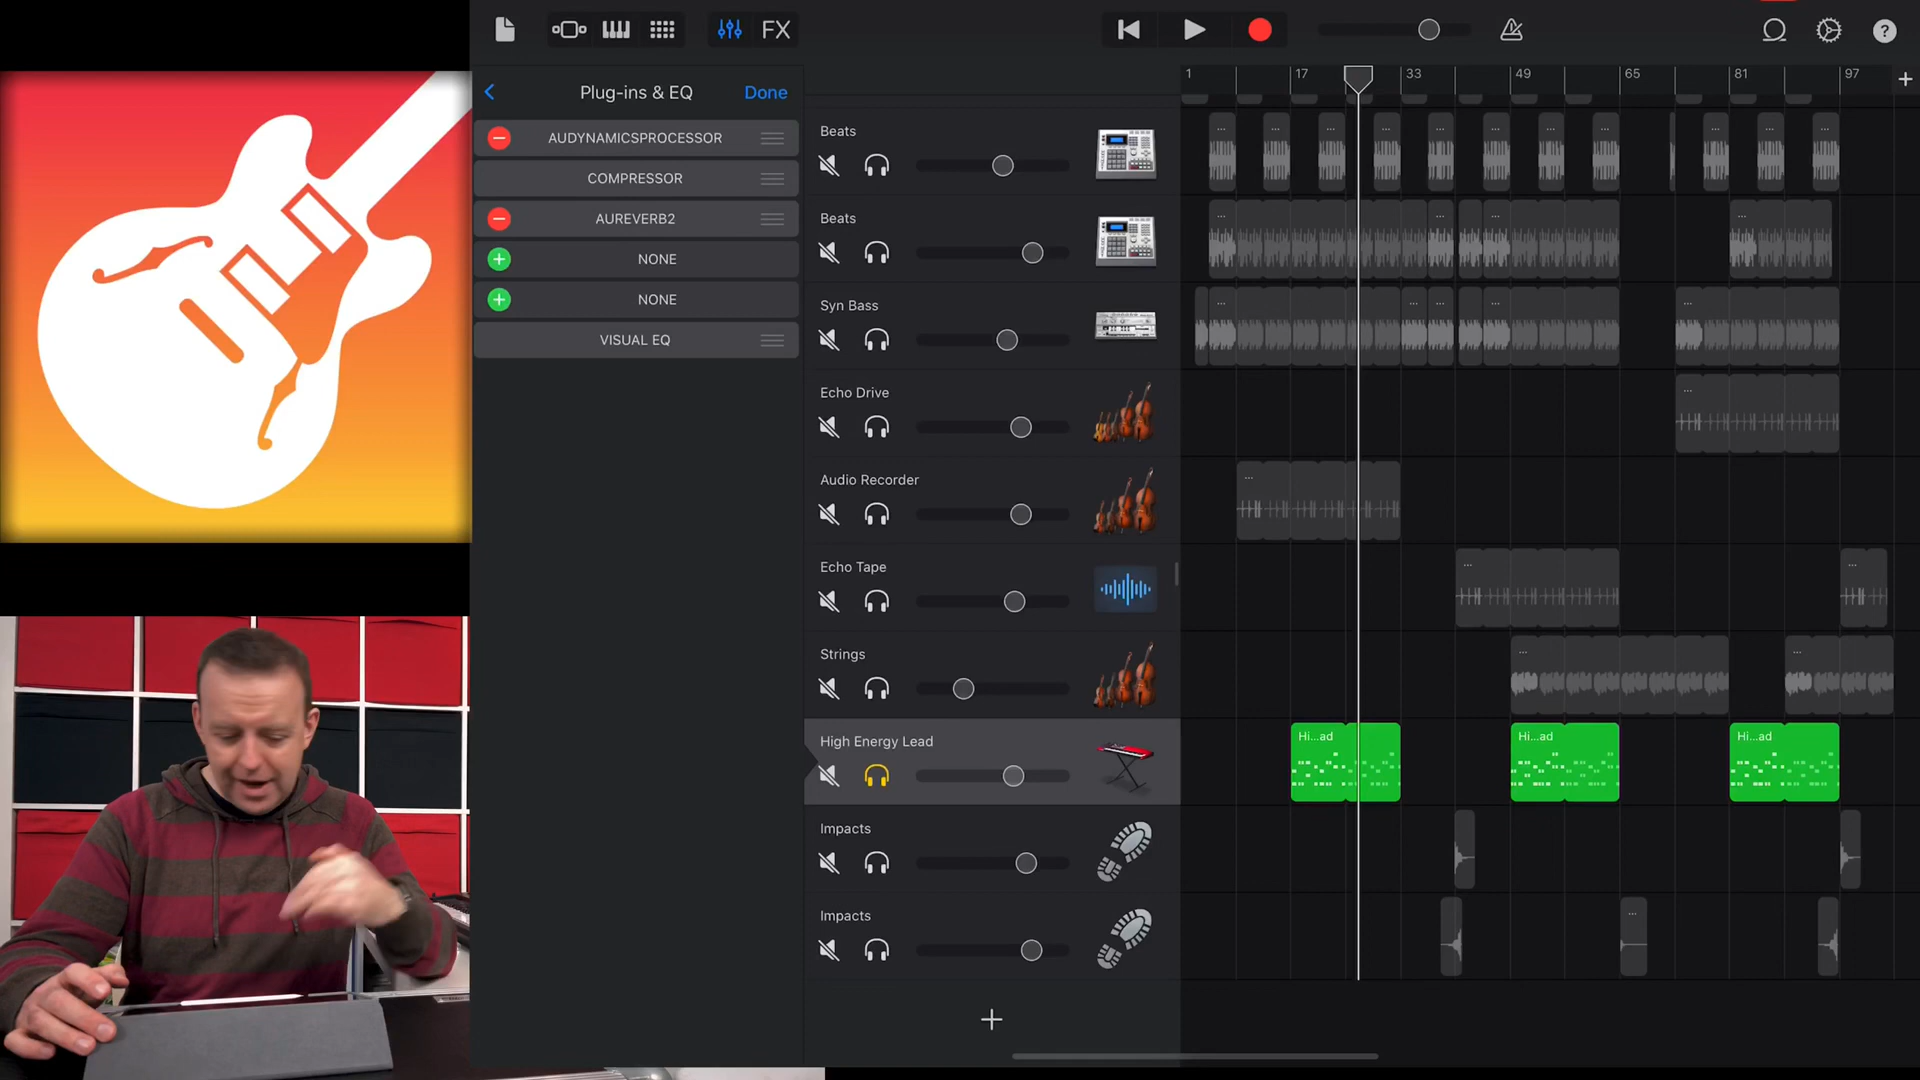 FX
?
Plug-ins & EQ
Done
1
17
33
49
65
81
97
AUDYNAMICSPROCESSOR
COMPRESSOR
AUREVERB2
NONE
NONE
VISUAL EQ
Beats
Beats
Syn Bass
Echo Drive
Audio Recorder
Echo Tape
Strings
High Energy Lead
Hi...ad
Hi...ad
Hi...ad
Impacts
Impacts